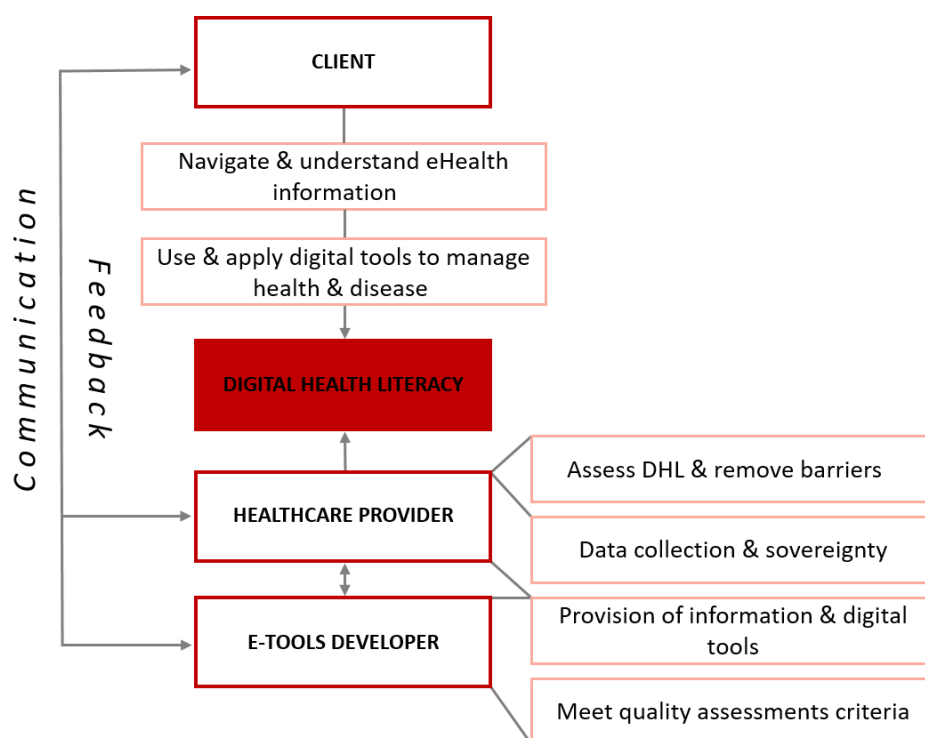 CLIENT
Navigate & understand eHealth
information
Use & apply digital tools to manage
health & disease
Communication
Feedback
DIGITAL HEALTH LITERACY
Assess DHL & remove barriers
HEALTHCARE PROVIDER
Data collection & sovereignty
Provision of information & digital
tools
E-TOOLS DEVELOPER
Meet quality assessments criteria